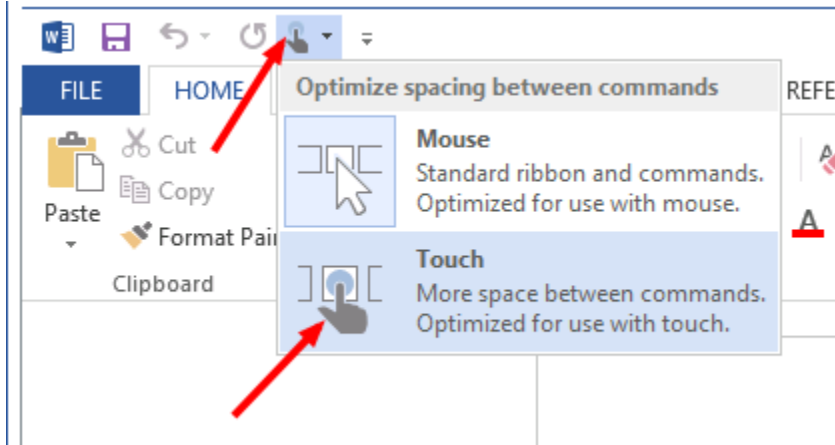 FILE
HOME
REFE
Optimize spacing between commands
Mouse
Standard ribbon and commands.
Optimized for use with mouse.
Touch
More space between commands.
Optimized for use with touch.
Cut
Copy
Paste
Format Pai
Clipboard
A